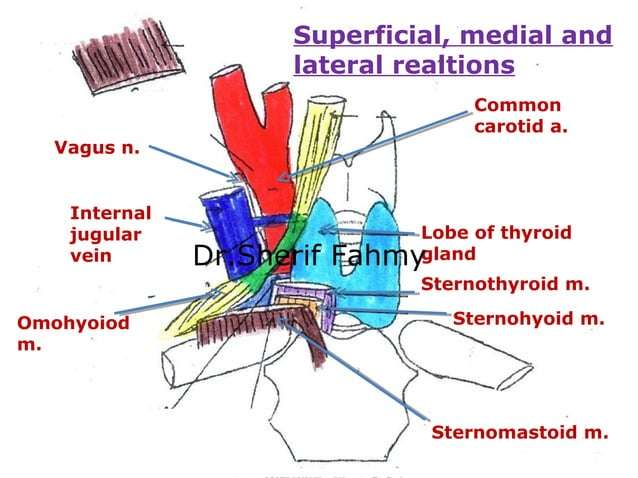 Superficial, medial and
lateral realtions
Common
carotid a.
Vagus n.
Internal
jugular
vein
Lobe of thyroid
gland
Dr.Sherif Fahmy
Sternothyroid m.
Omohyoiod
m.
Sternohyoid m.
Sternomastoid m.